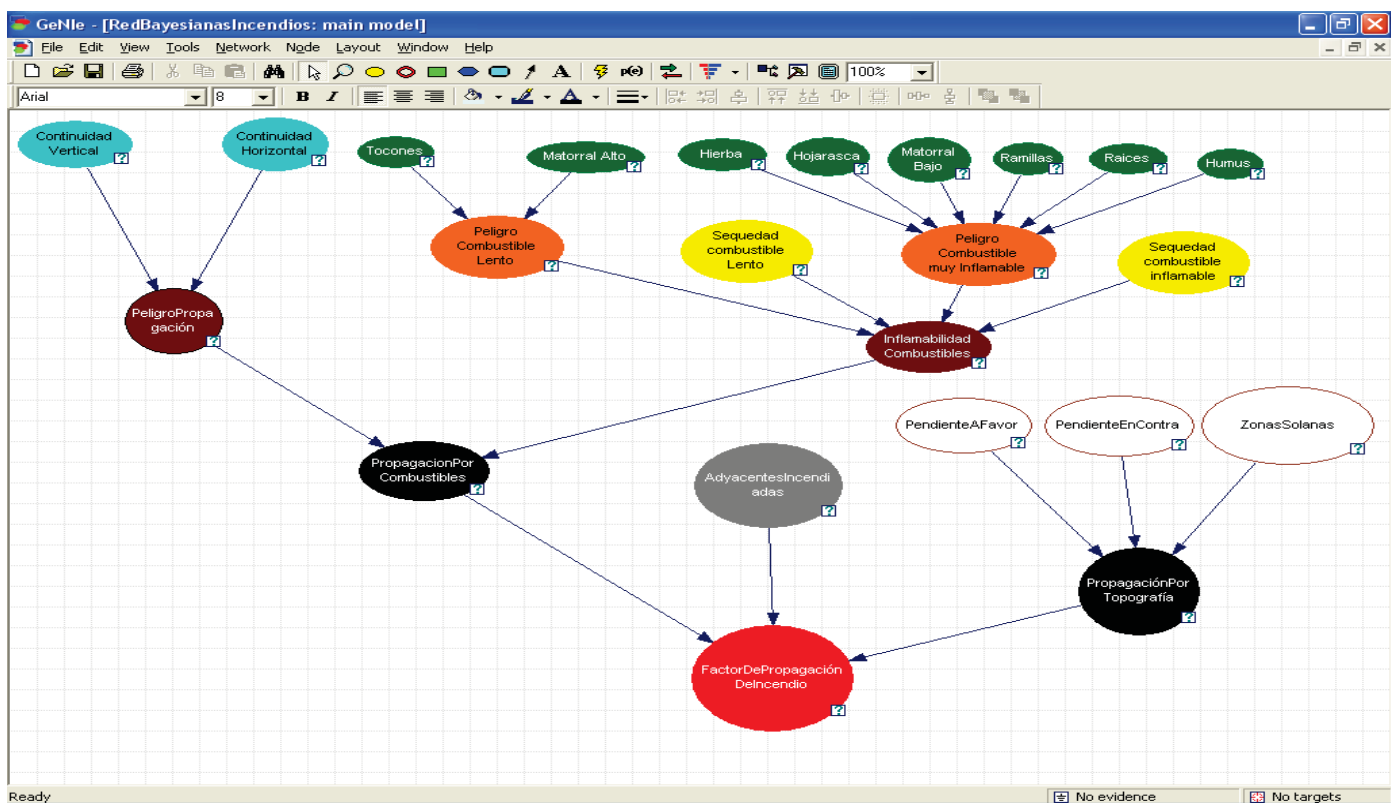 GeNIe - [RedBayesianasIncendios: main model]
File Edit View Tools Network Node Layout Window Help
A p(e) 100%
Arial 8 B I A
Continuidad
Vertical
Continuidad
Horizontal
Tocones
Matorral Alto
Hierba
Hojarasca
Matorral
Bajo
Ramillas
Raices
Humus
Peligro
Combustible
Lento
Sequedad
combustible
Lento
Peligro
Combustible
muy Inflamable
Sequedad
combustible
inflamable
PeligroPropa
gación
Inflamabilidad
Combustibles
PendienteAFavor
PendienteEnContra
ZonasSolanas
PropagacionPor
Combustibles
AdyacentesIncendi
adas
PropagaciónPor
Topografía
FactorDePropagación
DeIncendio
Ready No evidence No targets